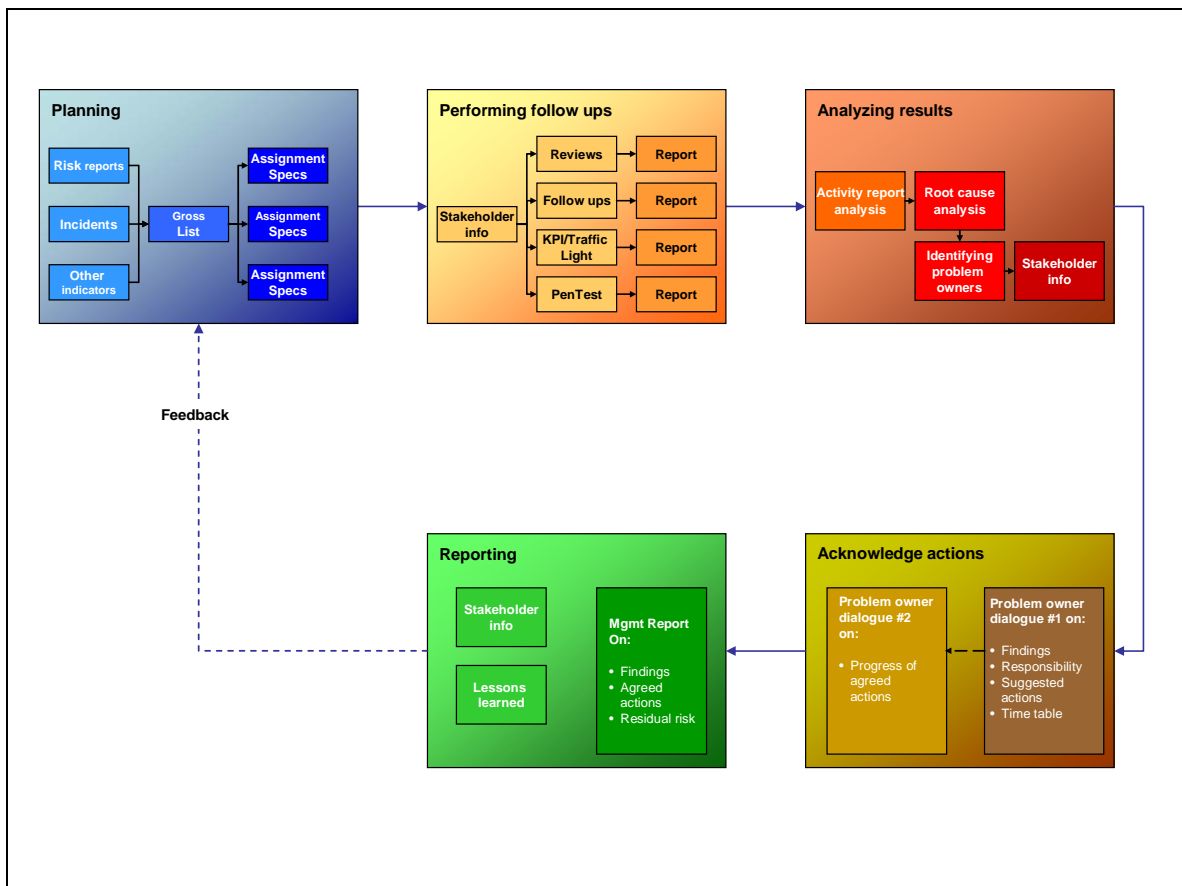 Planning
Risk reports
Incidents
Other
indicators
Gross
List
Assignment
Specs
Assignment
Specs
Assignment
Specs
Performing follow ups
Stakeholder
info
Reviews
Report
Follow ups
Report
KPI/Traffic
Light
Report
PenTest
Report
Analyzing results
Activity report
analysis
Root cause
analysis
Identifying
problem
owners
Stakeholder
info
Feedback
Reporting
Stakeholder
info
Lessons
learned
Mgmt Report
On:
• Findings
• Agreed
actions
• Residual risk
Acknowledge actions
Problem owner
dialogue #2 on
on:
• Progress of
agreed
actions
Problem owner
dialogue #1 on:
• Findings
• Responsibility
• Suggested
actions
• Time table